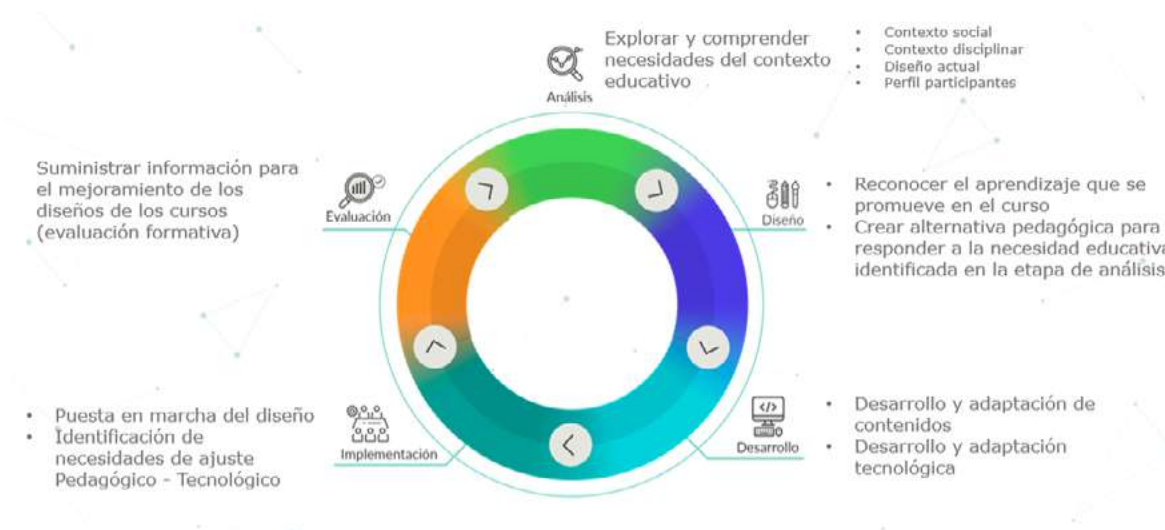 Explorar y comprender
necesidades del contexto
educativo
Análisis
• Contexto social
• Contexto disciplinar
• Diseño actual
• Perfil participantes
Diseño
• Reconocer el aprendizaje que se
promueve en el curso
• Crear alternativa pedagógica para
responder a la necesidad educativa
identificada en la etapa de análisis
Desarrollo
• Desarrollo y adaptación de
contenidos
• Desarrollo y adaptación
tecnológica
Implementación
• Puesta en marcha del diseño
• Identificación de
necesidades de ajuste
Pedagógico - Tecnológico
Evaluación
Suministrar información para
el mejoramiento de los
diseños de los cursos
(evaluación formativa)